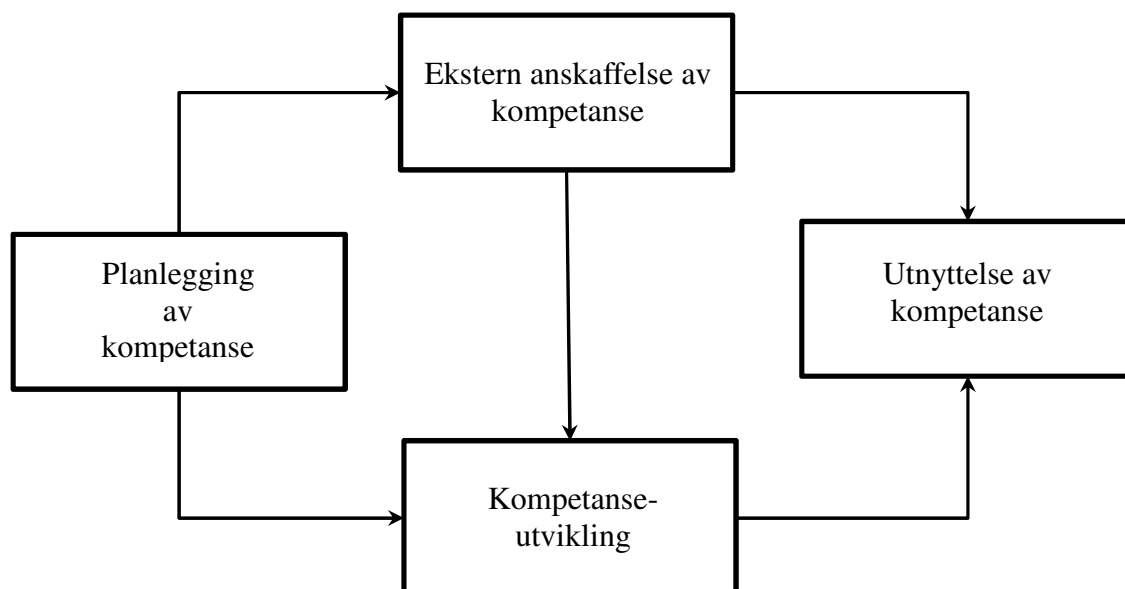 Ekstern anskaffelse av
kompetanse
Planlegging
av
kompetanse
Utnyttelse av
kompetanse
Kompetanse-
utvikling